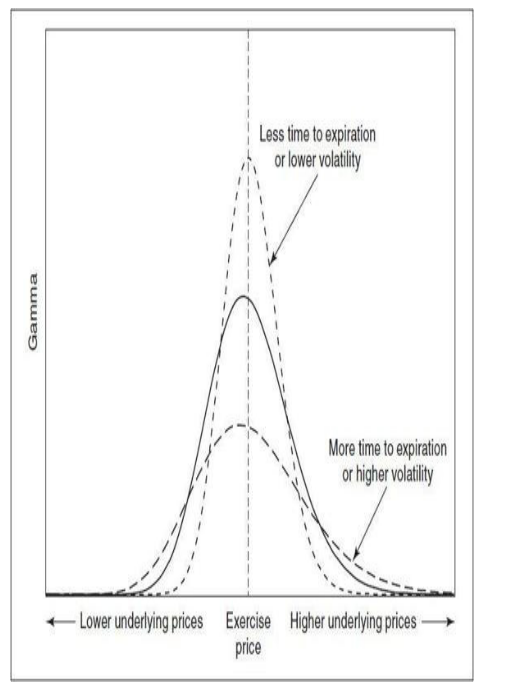 Less time to expiration
or lower volatility
Gamma
More time to expiration
or higher volatility
Lower underlying prices
Exercise
price
Higher underlying prices